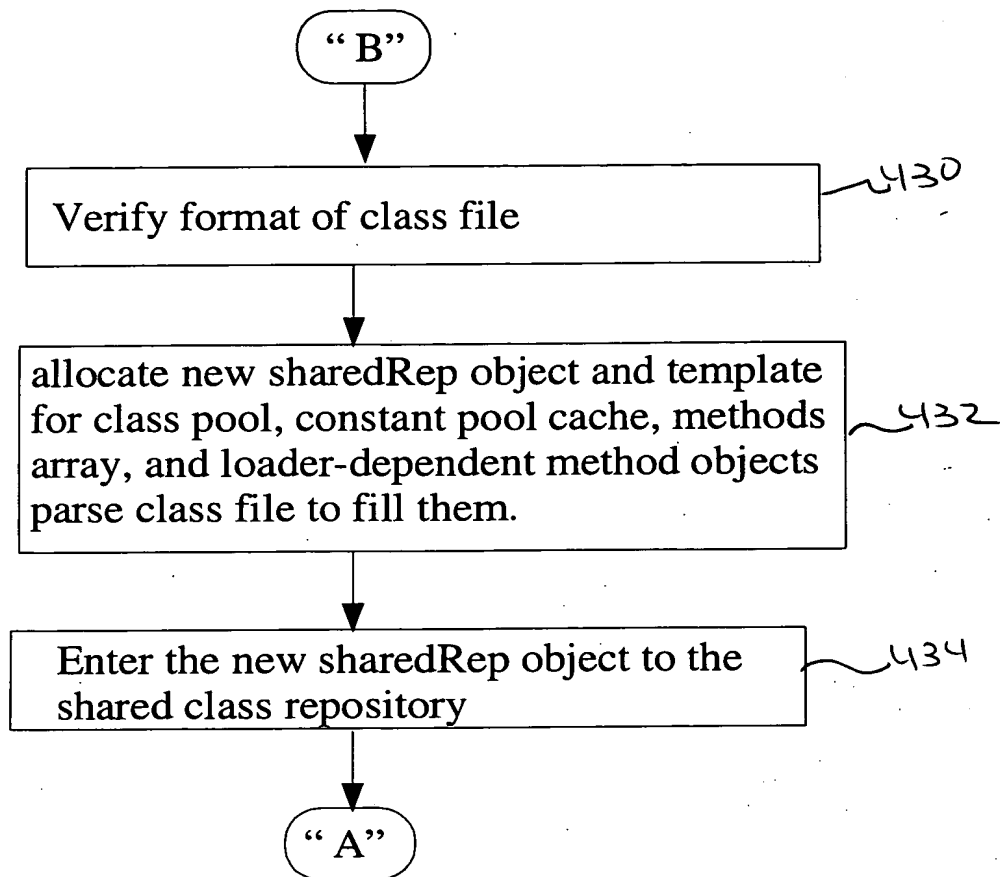 “ B”
Verify format of class file
430
allocate new sharedRep object and template
for class pool, constant pool cache, methods
array, and loader-dependent method objects
parse class file to fill them.
432
Enter the new sharedRep object to the
shared class repository
434
“ A”